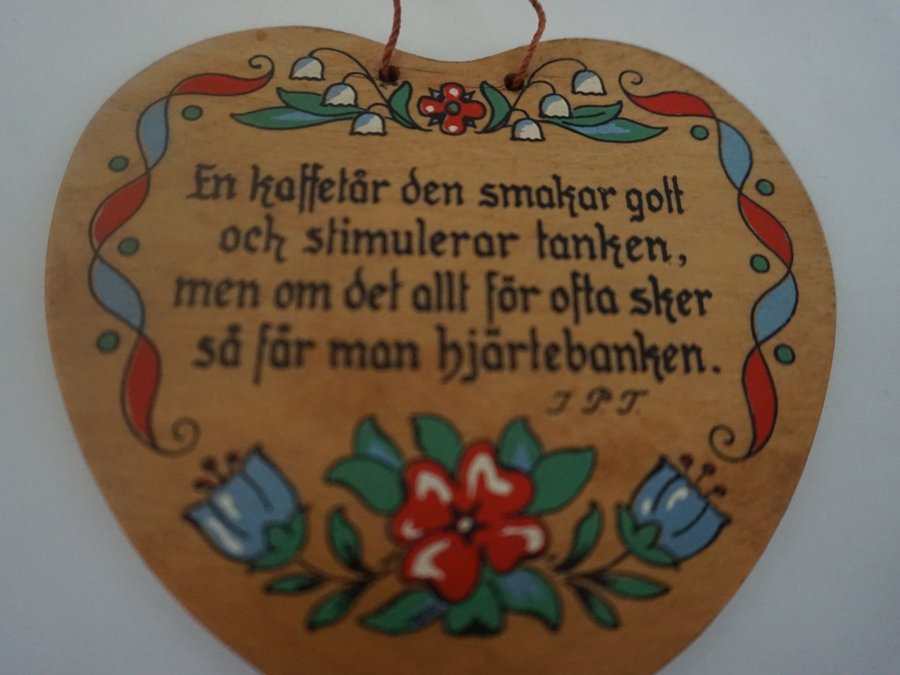 En kaffetår den smakar gott
och stimulerar tanken,
men om det allt för ofta sker
så får man hjärtebanken.
I P T.